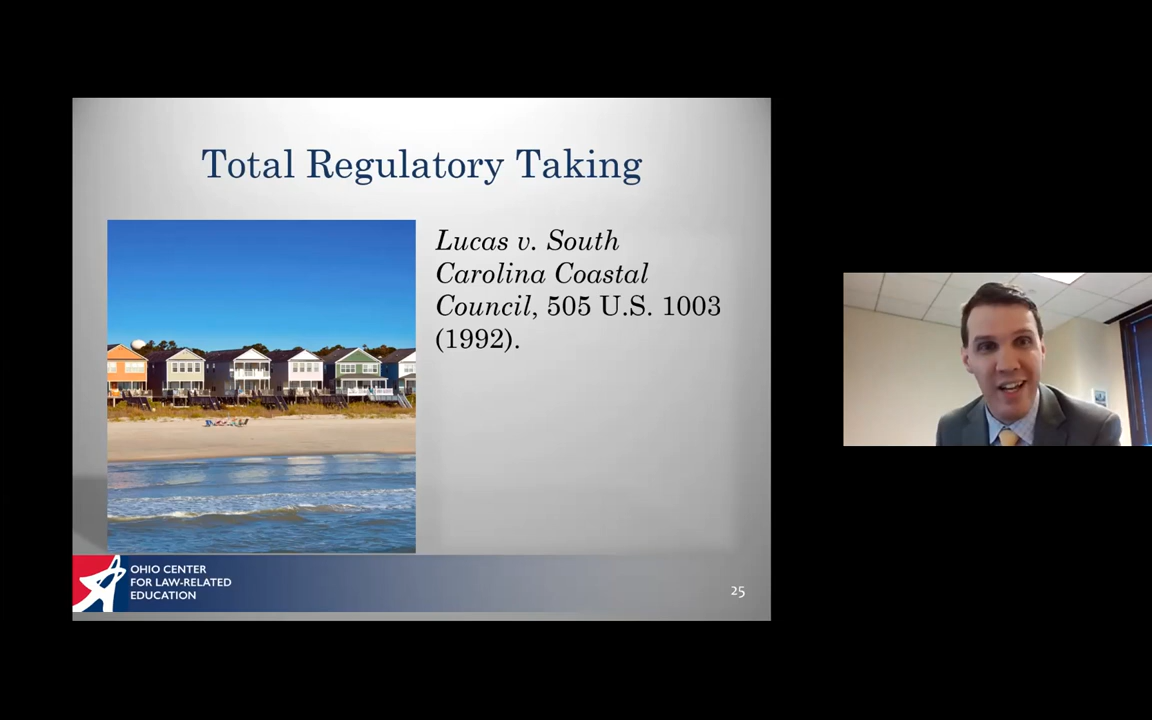 Total Regulatory Taking
Lucas v. South
Carolina Coastal
Council, 505 U.S. 1003
(1992).
OHIO CENTER
FOR LAW-RELATED
EDUCATION
25